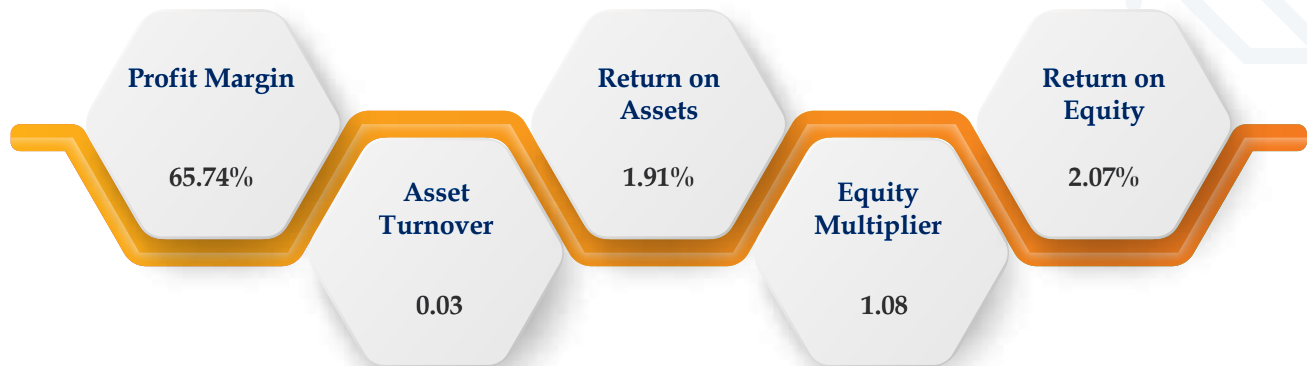 Profit Margin
65.74%
Asset
Turnover
0.03
Return on
Assets
1.91%
Equity
Multiplier
1.08
Return on
Equity
2.07%